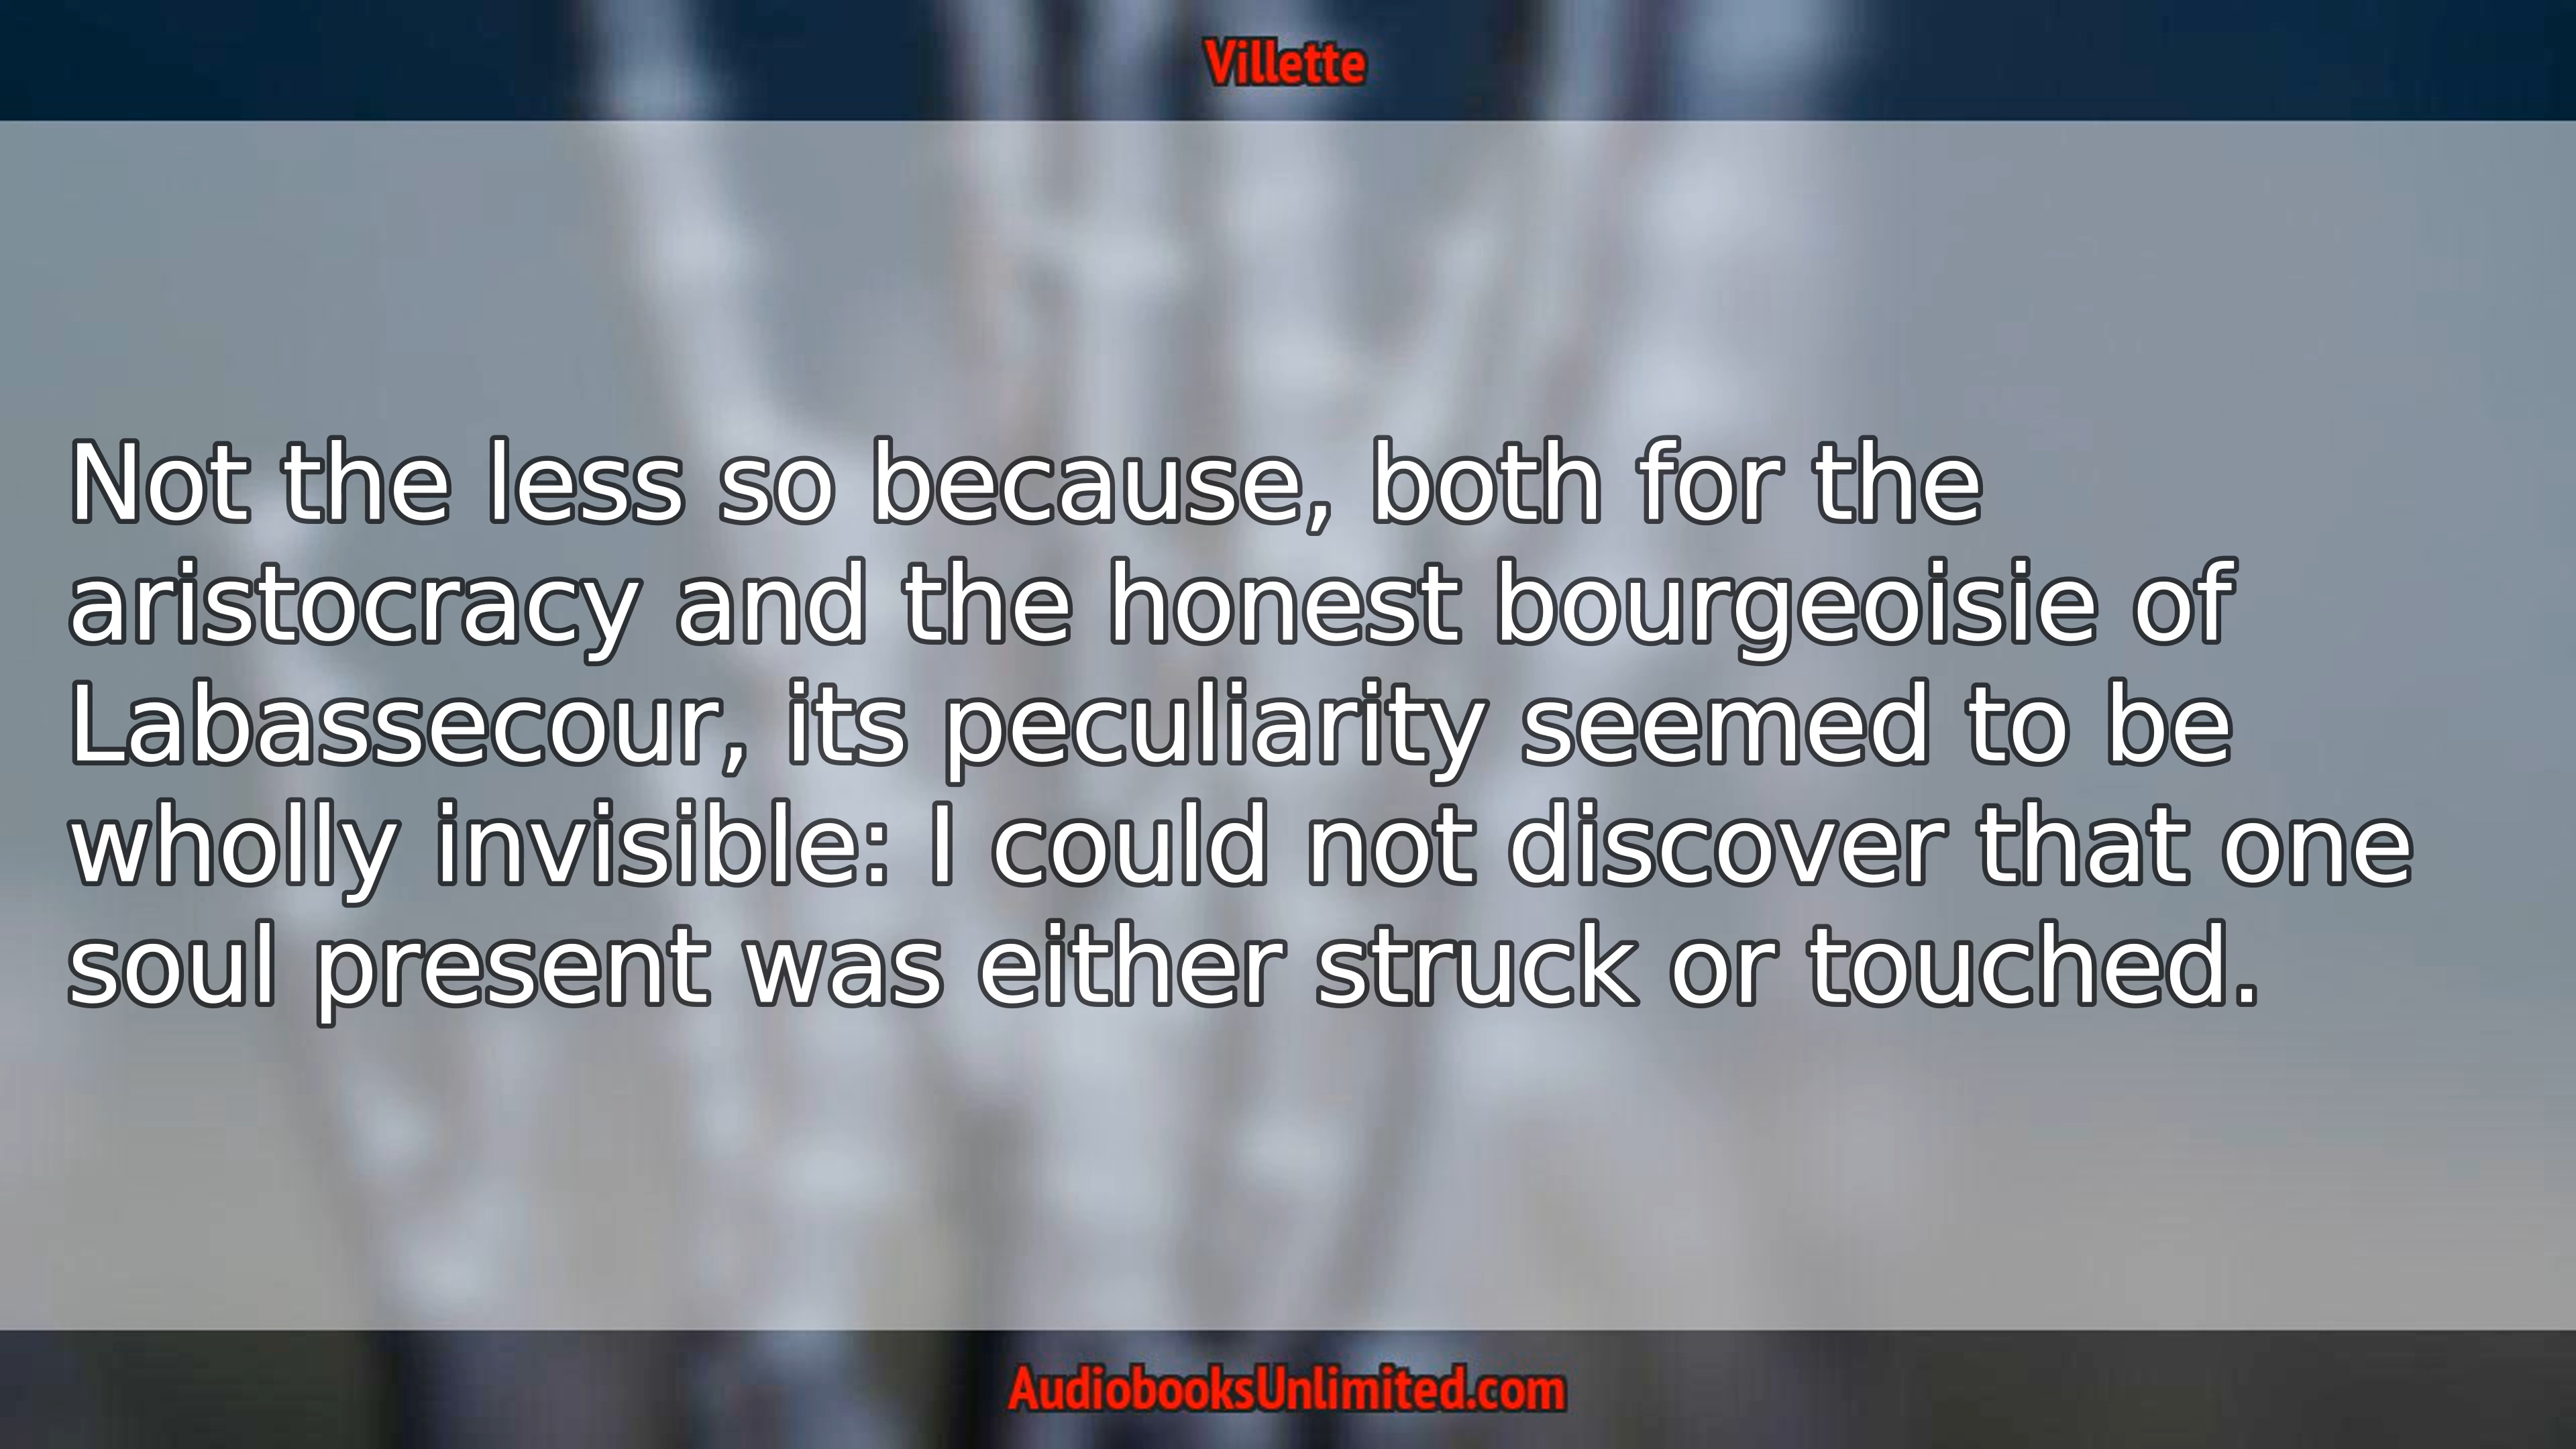 Villette
Not the less so because, both for the
aristocracy and the honest bourgeoisie of
Labassecour, its peculiarity seemed to be
wholly invisible: I could not discover that one
soul present was either struck or touched.
AudiobooksUnlimited.com